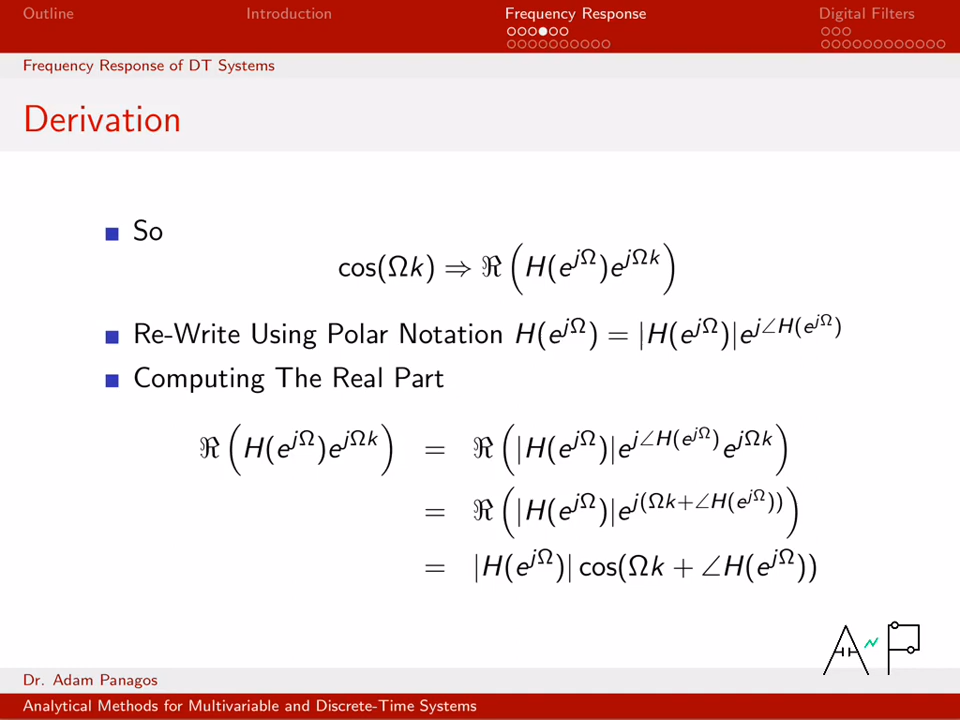 Outline Introduction Frequency Response Digital Filters
Frequency Response of DT Systems
Derivation
So
cos(Ωk) ⇒ ℜ(H(e^{jΩ})e^{jΩk})
Re-Write Using Polar Notation H(e^{jΩ}) = |H(e^{jΩ})|e^{j∠H(e^{jΩ})}
Computing The Real Part
ℜ(H(e^{jΩ})e^{jΩk}) = ℜ(|H(e^{jΩ})|e^{j∠H(e^{jΩ})}e^{jΩk})
= ℜ(|H(e^{jΩ})|e^{j(Ωk+∠H(e^{jΩ}))})
= |H(e^{jΩ})| cos(Ωk + ∠H(e^{jΩ}))
AP
Dr. Adam Panagos
Analytical Methods for Multivariable and Discrete-Time Systems